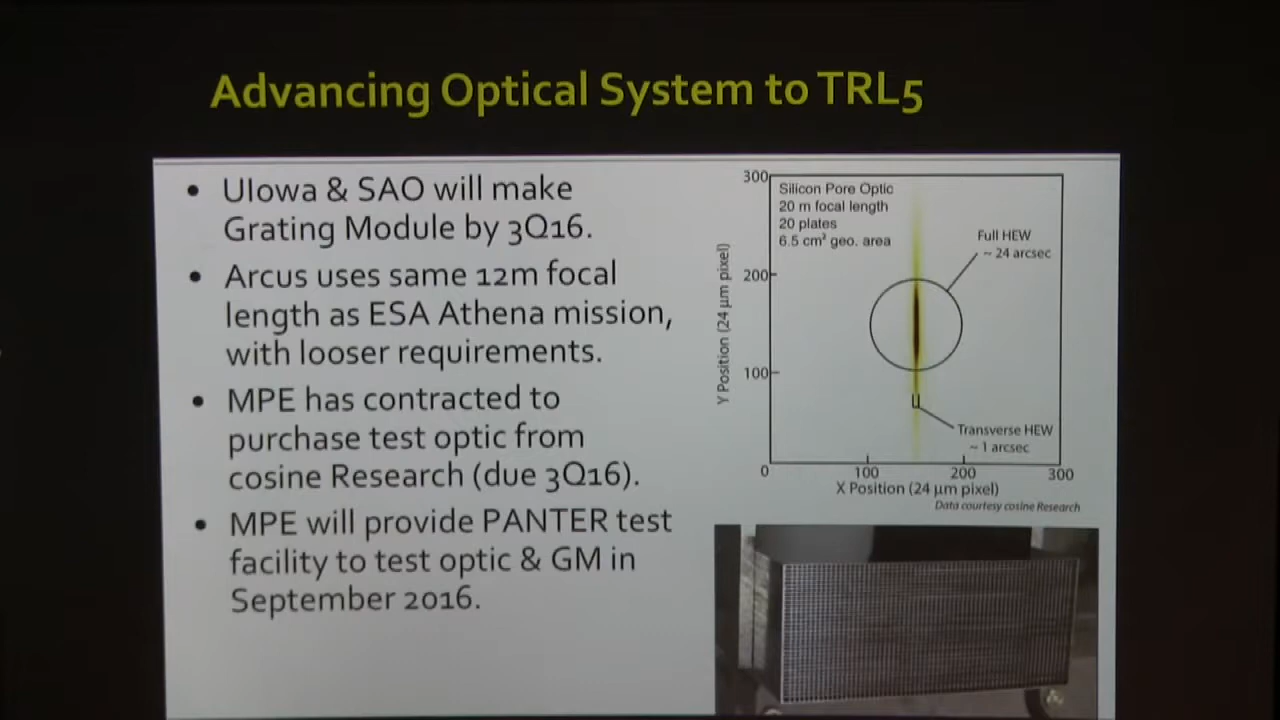 Advancing Optical System to TRL5
• UIowa & SAO will make
Grating Module by 3Q16.
• Arcus uses same 12m focal
length as ESA Athena mission,
with looser requirements.
• MPE has contracted to
purchase test optic from
cosine Research (due 3Q16).
• MPE will provide PANTER test
facility to test optic & GM in
September 2016.
300
Silicon Pore Optic
20 m focal length
20 plates
6.5 cm² geo. area
Full HEW
~ 24 arcsec
200
Y Position (24 µm pixel)
100
Transverse HEW
~ 1 arcsec
0
100
200
300
X Position (24 µm pixel)
Data courtesy cosine Research